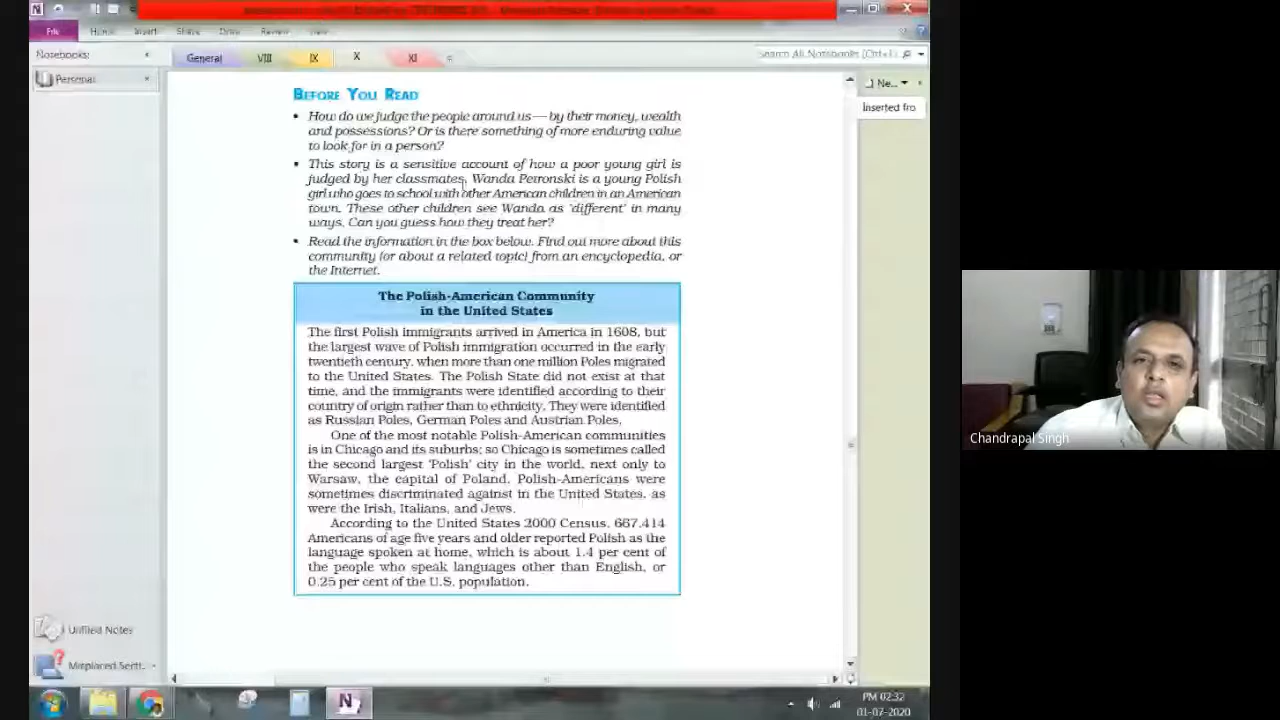 File
Home
Insert
Share
Draw
Review
View
Notebooks
General
VIII
IX
X
XI
Search All Notebooks (Ctrl+E)
Personal
Ne...
Inserted fro
BEFORE YOU READ
• How do we judge the people around us — by their money, wealth
and possessions? Or is there something of more enduring value
to look for in a person?
• This story is a sensitive account of how a poor young girl is
judged by her classmates. Wanda Petronski is a young Polish
girl who goes to school with other American children in an American
town. These other children see Wanda as 'different' in many
ways. Can you guess how they treat her?
• Read the information in the box below. Find out more about this
community (or about a related topic) from an encyclopedia, or
the Internet.
The Polish-American Community
in the United States
The first Polish immigrants arrived in America in 1608, but
the largest wave of Polish immigration occurred in the early
twentieth century, when more than one million Poles migrated
to the United States. The Polish State did not exist at that
time, and the immigrants were identified according to their
country of origin rather than to ethnicity. They were identified
as Russian Poles, German Poles and Austrian Poles.
One of the most notable Polish-American communities
is in Chicago and its suburbs; so Chicago is sometimes called
the second largest 'Polish' city in the world, next only to
Warsaw, the capital of Poland. Polish-Americans were
sometimes discriminated against in the United States, as
were the Irish, Italians, and Jews.
According to the United States 2000 Census, 667,414
Americans of age five years and older reported Polish as the
language spoken at home, which is about 1.4 per cent of
the people who speak languages other than English, or
0.25 per cent of the U.S. population.
Chandrapal Singh
Unfiled Notes
Misplaced Secti...
PM 02:32
01-07-2020